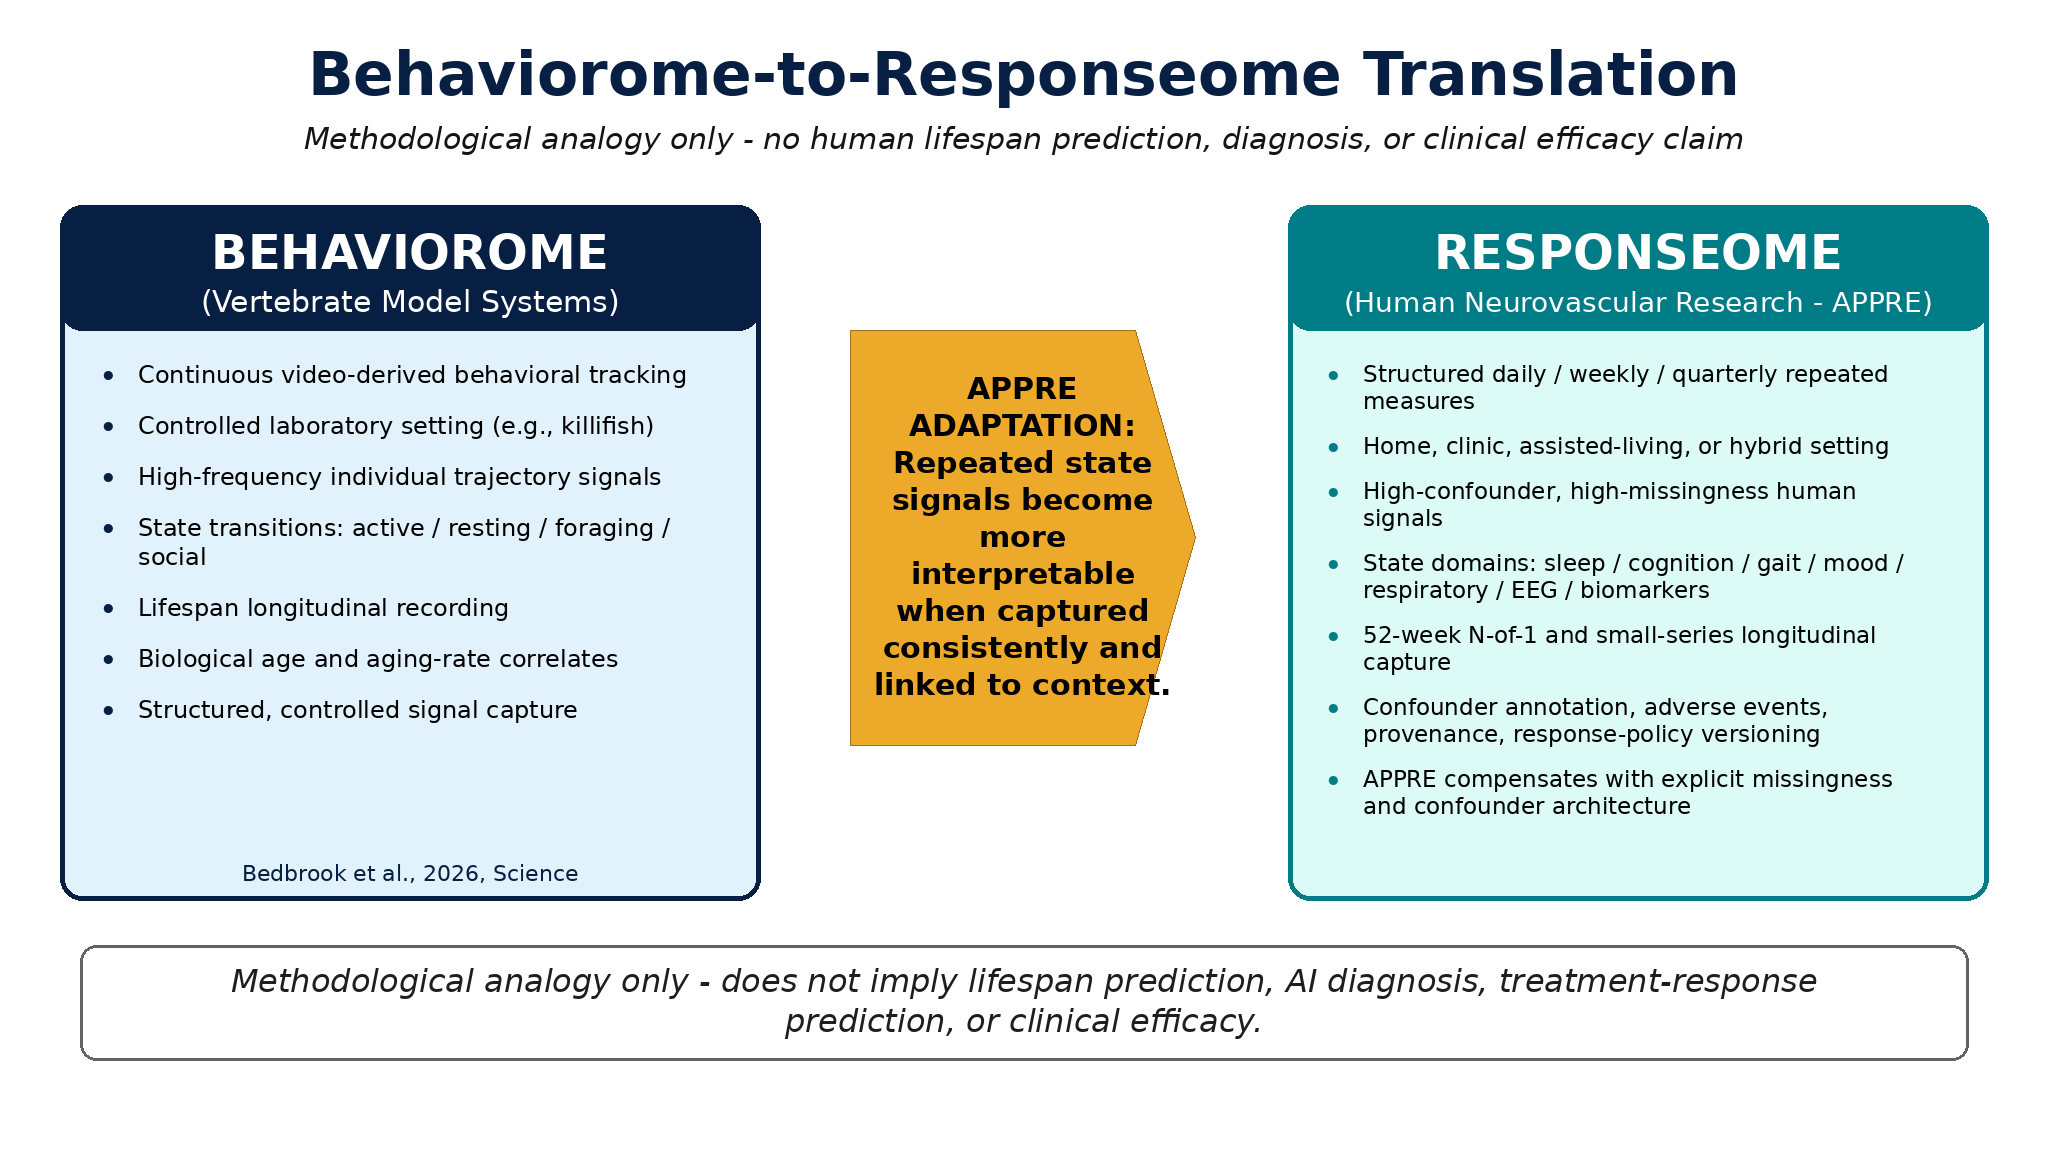 Behaviorome-to-Responseome Translation
Methodological analogy only - no human lifespan prediction, diagnosis, or clinical efficacy claim
BEHAVIOROME
(Vertebrate Model Systems)
• Continuous video-derived behavioral tracking
• Controlled laboratory setting (e.g., killifish)
• High-frequency individual trajectory signals
• State transitions: active / resting / foraging /
social
• Lifespan longitudinal recording
• Biological age and aging-rate correlates
• Structured, controlled signal capture
Bedbrook et al., 2026, Science
APPRE
ADAPTATION:
Repeated state
signals become
more
interpretable
when captured
consistently and
linked to context.
RESPONSEOME
(Human Neurovascular Research - APPRE)
• Structured daily / weekly / quarterly repeated
measures
• Home, clinic, assisted-living, or hybrid setting
• High-confounder, high-missingness human
signals
• State domains: sleep / cognition / gait / mood /
respiratory / EEG / biomarkers
• 52-week N-of-1 and small-series longitudinal
capture
• Confounder annotation, adverse events,
provenance, response-policy versioning
• APPRE compensates with explicit missingness
and confounder architecture
Methodological analogy only - does not imply lifespan prediction, AI diagnosis, treatment-response
prediction, or clinical efficacy.